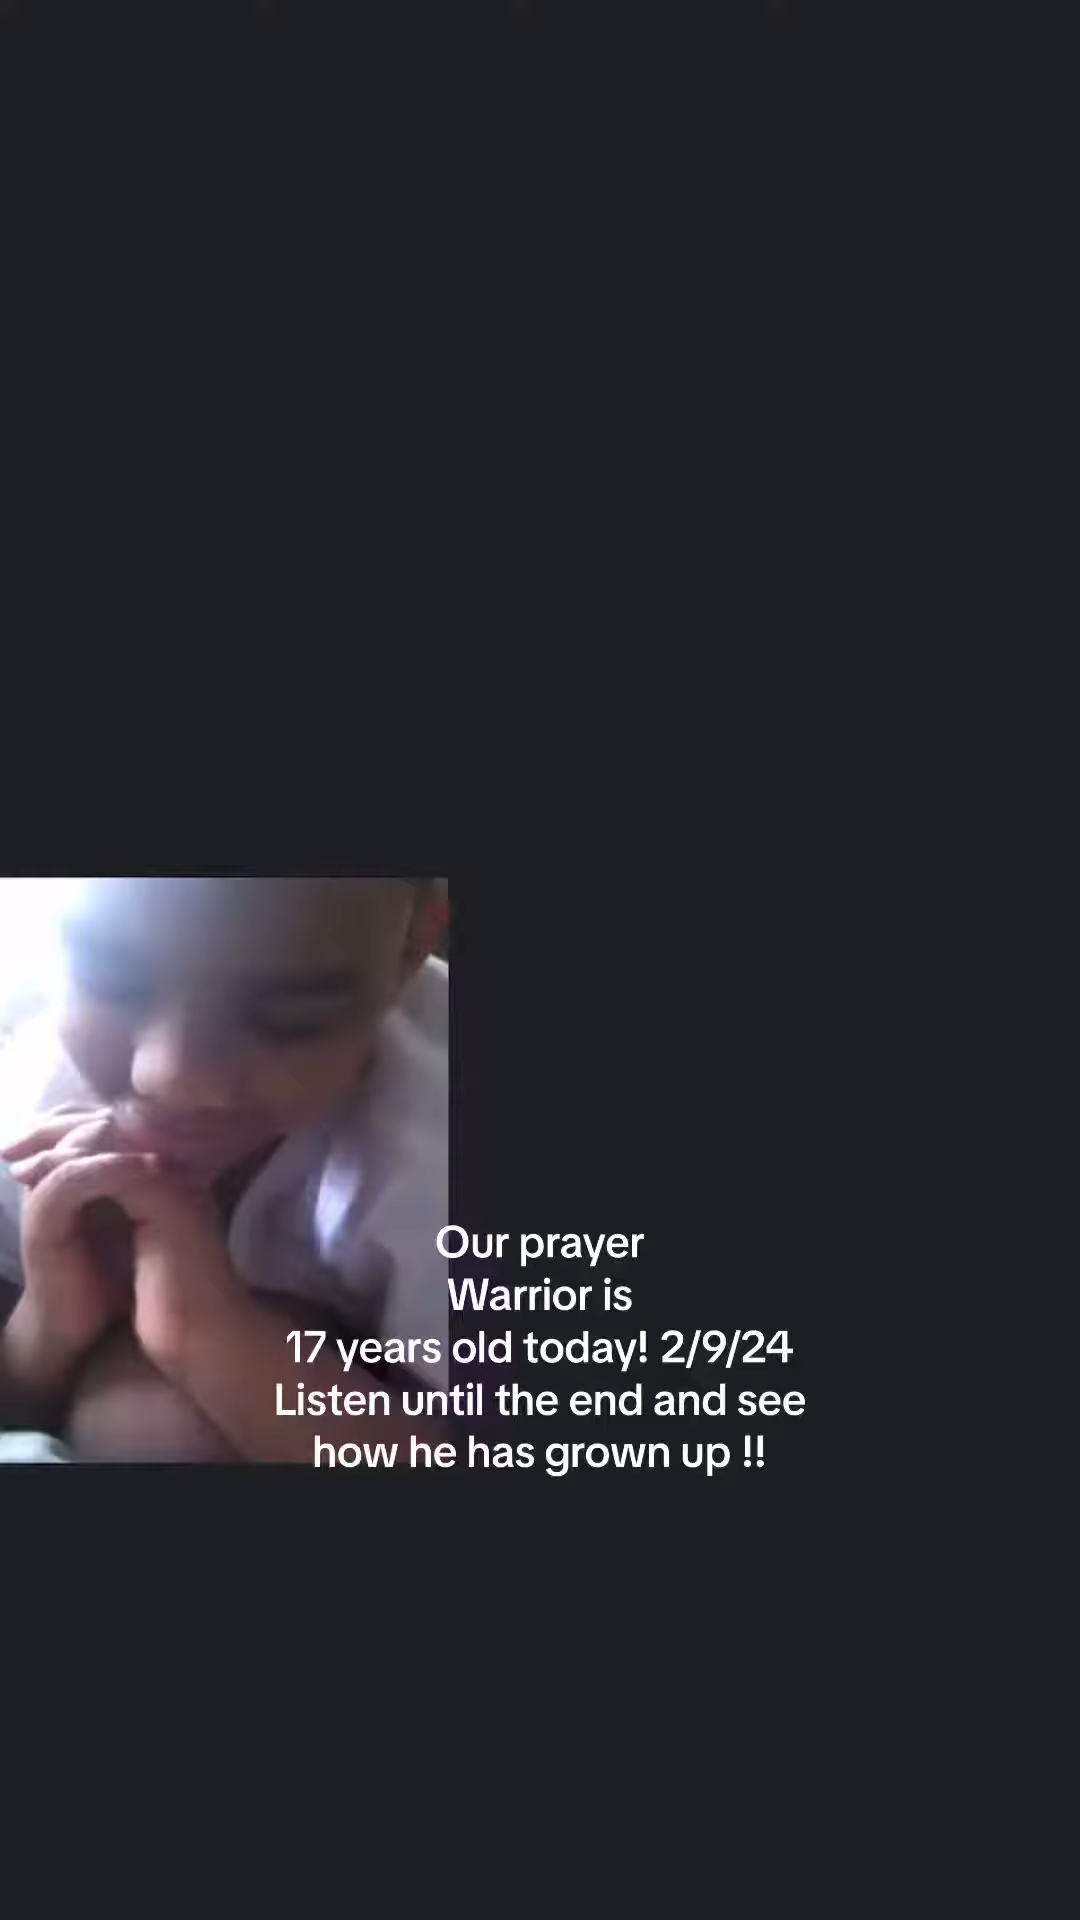 Our prayer
Warrior is
17 years old today! 2/9/24
Listen until the end and see
how he has grown up !!